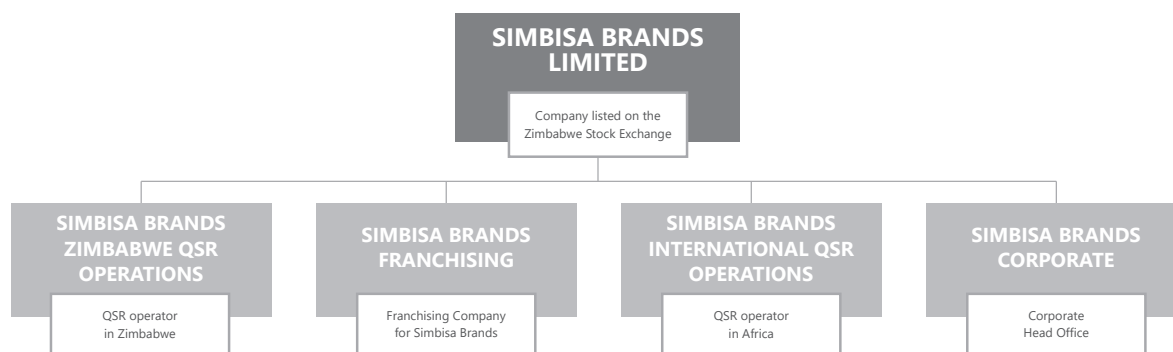 SIMBISA BRANDS
LIMITED
Company listed on the
Zimbabwe Stock Exchange
SIMBISA BRANDS
ZIMBABWE QSR
OPERATIONS
QSR operator
in Zimbabwe
SIMBISA BRANDS
FRANCHISING
Franchising Company
for Simbisa Brands
SIMBISA BRANDS
INTERNATIONAL QSR
OPERATIONS
QSR operator
in Africa
SIMBISA BRANDS
CORPORATE
Corporate
Head Office